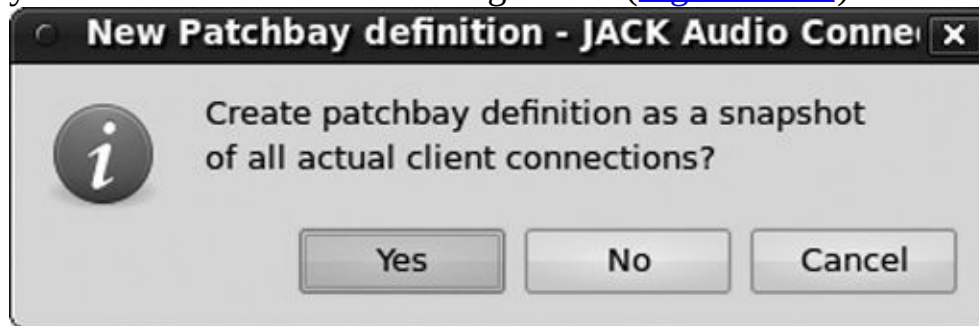 New Patchbay definition - JACK Audio Conne
Create patchbay definition as a snapshot
of all actual client connections?
Yes No Cancel